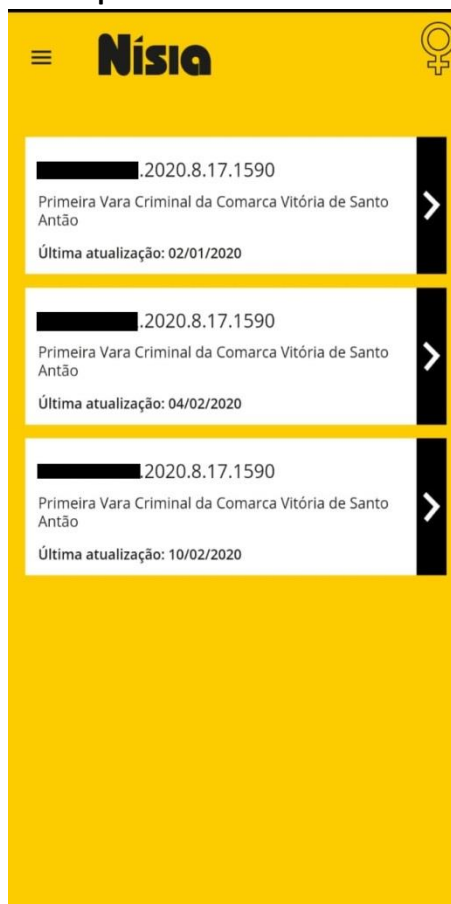 Nísia
.2020.8.17.1590
Primeira Vara Criminal da Comarca Vitória de Santo
Antão
Última atualização: 02/01/2020
.2020.8.17.1590
Primeira Vara Criminal da Comarca Vitória de Santo
Antão
Última atualização: 04/02/2020
.2020.8.17.1590
Primeira Vara Criminal da Comarca Vitória de Santo
Antão
Última atualização: 10/02/2020